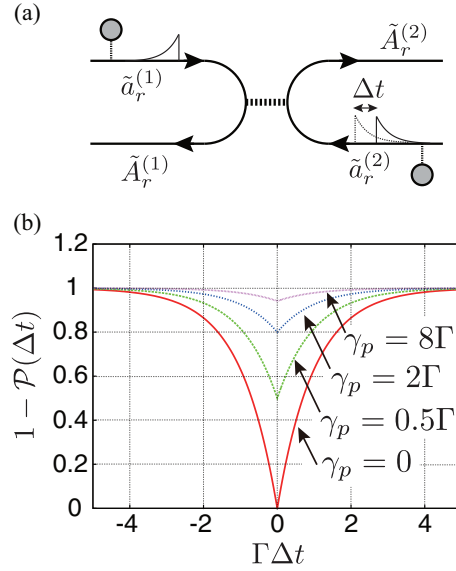 (a)
ã_r^(1)
Ã_r^(1)
Ã_r^(2)
Δt
ã_r^(2)
(b)
1 − P(Δt)
1.2
1
0.8
0.6
0.4
0.2
0
-4 -2 0 2 4
ΓΔt
γ_p = 8Γ
γ_p = 2Γ
γ_p = 0.5Γ
γ_p = 0